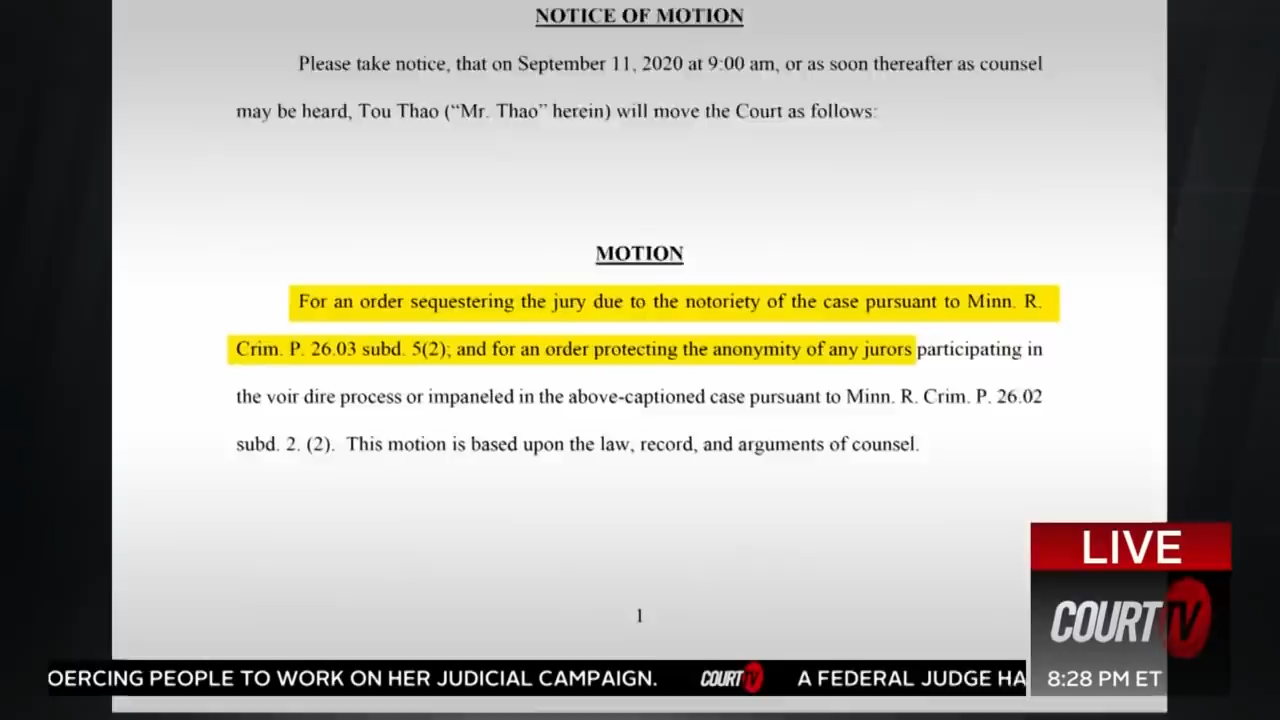 NOTICE OF MOTION
Please take notice, that on September 11, 2020 at 9:00 am, or as soon thereafter as counsel
may be heard, Tou Thao (“Mr. Thao” herein) will move the Court as follows:
MOTION
For an order sequestering the jury due to the notoriety of the case pursuant to Minn. R.
Crim. P. 26.03 subd. 5(2); and for an order protecting the anonymity of any jurors participating in
the voir dire process or impaneled in the above-captioned case pursuant to Minn. R. Crim. P. 26.02
subd. 2. (2). This motion is based upon the law, record, and arguments of counsel.
1
LIVE
COURT TV
8:28 PM ET
OERCING PEOPLE TO WORK ON HER JUDICIAL CAMPAIGN. COURT TV A FEDERAL JUDGE HA